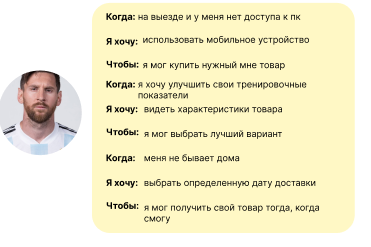 Когда: на выезде и у меня нет доступа к пк
Я хочу: использовать мобильное устройство
Чтобы: я мог купить нужный мне товар
Когда: я хочу улучшить свои тренировочные
показатели
Я хочу: видеть характеристики товара
Чтобы: я мог выбрать лучший вариант
Когда: меня не бывает дома
Я хочу: выбрать определенную дату доставки
Чтобы: я мог получить свой товар тогда, когда
смогу